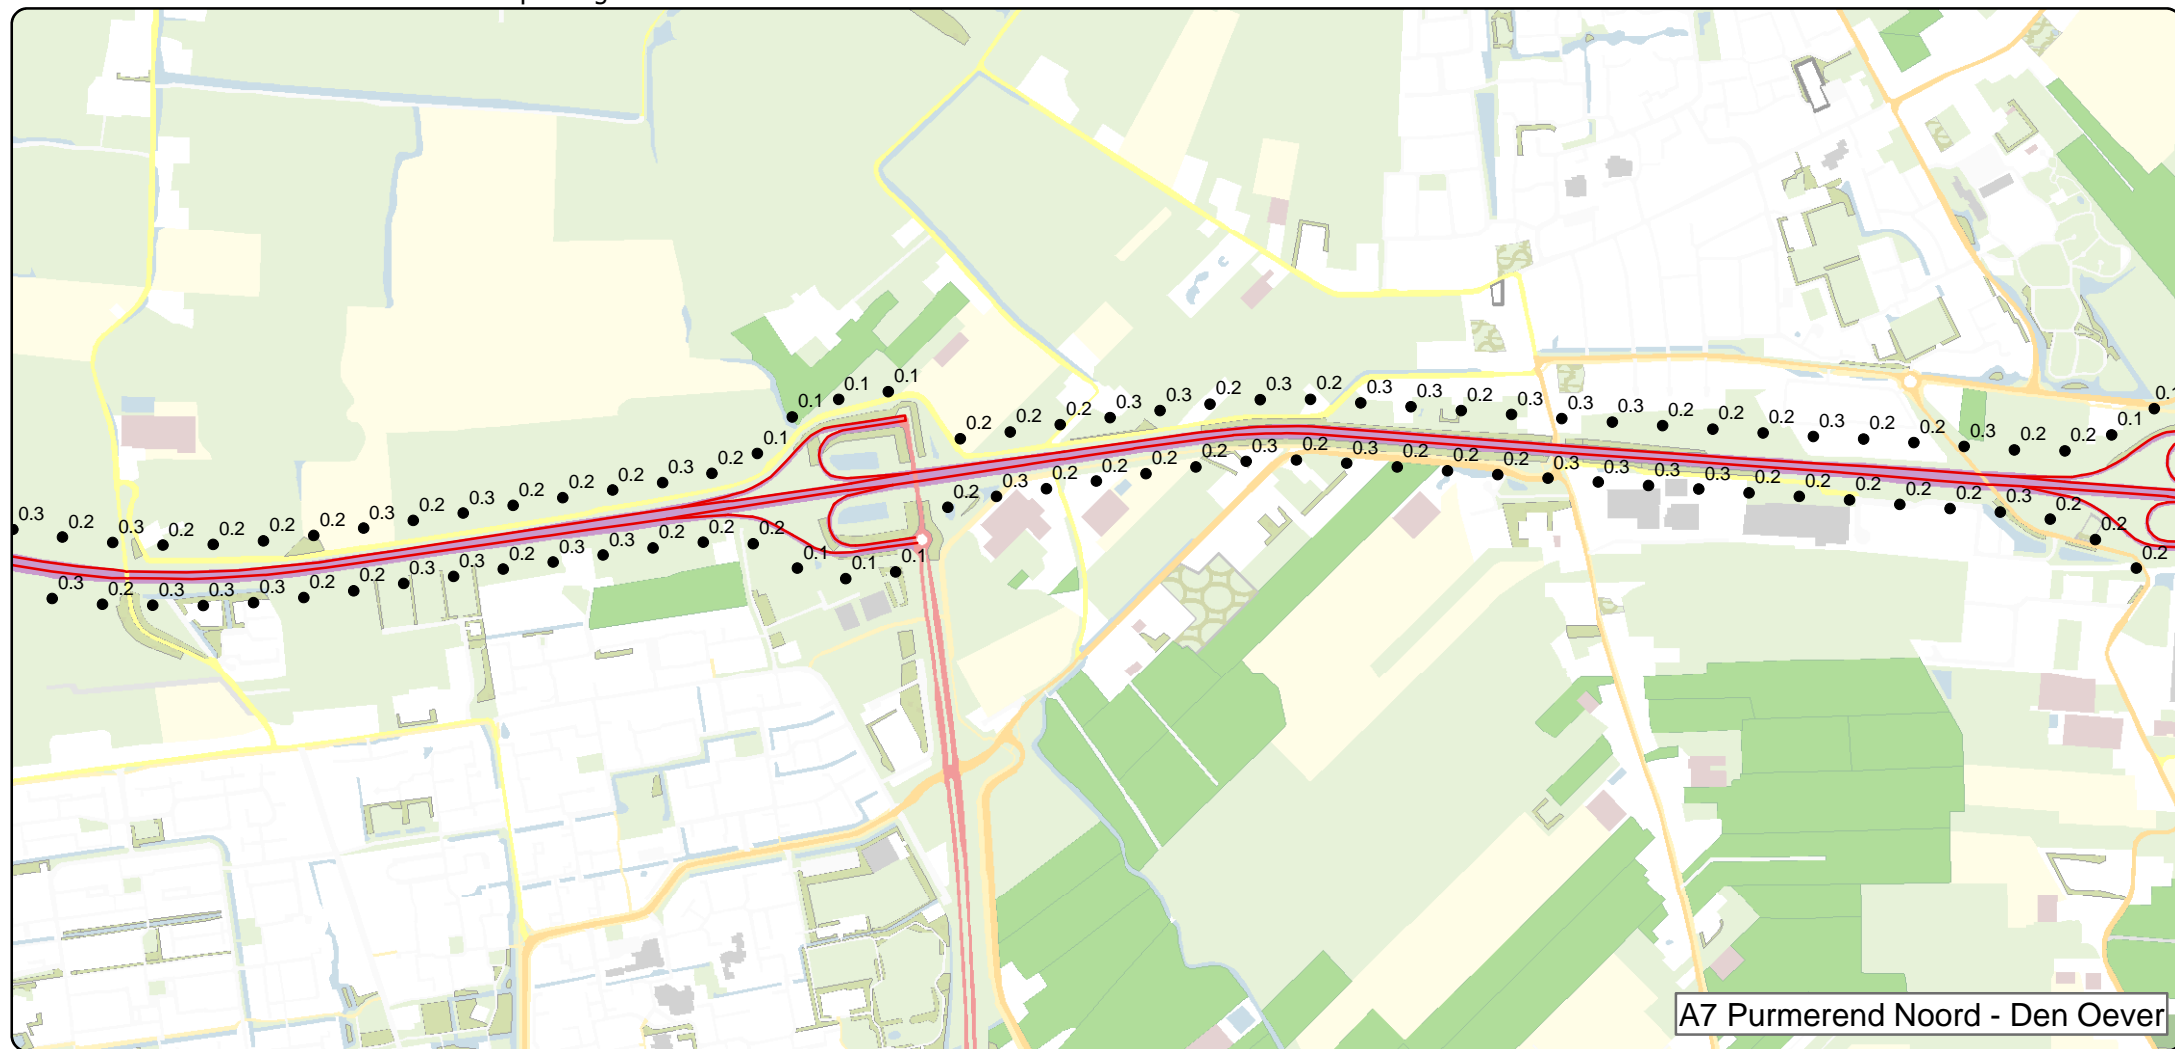 0.1 0.1 0.1
0.1
0.2 0.2 0.2 0.3 0.3 0.2 0.3 0.2 0.3 0.3 0.2 0.3 0.3 0.3 0.2 0.2 0.2 0.3 0.2 0.2 0.3 0.2 0.2 0.1 0.1
0.3 0.2 0.3 0.2 0.2 0.2 0.2 0.3 0.2 0.3 0.2 0.2 0.2 0.3 0.2
0.2 0.3 0.2 0.2 0.2 0.2 0.3 0.2 0.3 0.2 0.2 0.2 0.3 0.3 0.3 0.3 0.2 0.2 0.2 0.2 0.2 0.3 0.2 0.2 0.2
0.3 0.2 0.3 0.3 0.3 0.2 0.2 0.3 0.3 0.2 0.3 0.3 0.2 0.2 0.2 0.1 0.1 0.1
A7 Purmerend Noord - Den Oever